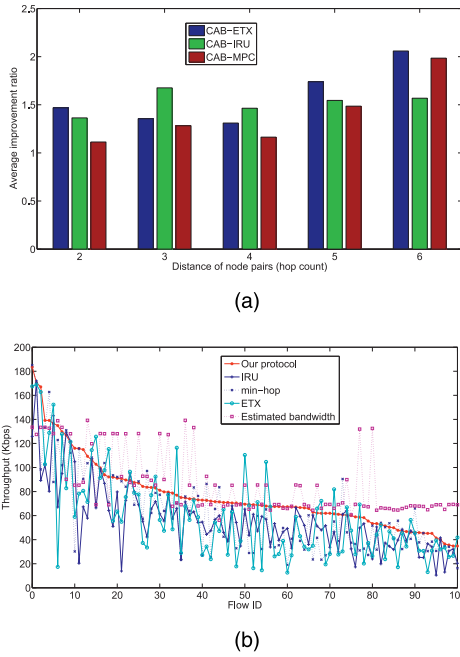 2.5
CAB-ETX
CAB-IRU
CAB-MPC
2
1.5
1
0.5
0
Average improvement ratio
2 3 4 5 6
Distance of node pairs (hop count)
(a)
200
180
160
140
120
100
80
60
40
20
0
Throughput (Kbps)
Our protocol
IRU
min-hop
ETX
Estimated bandwidth
0 10 20 30 40 50 60 70 80 90 100
Flow ID
(b)